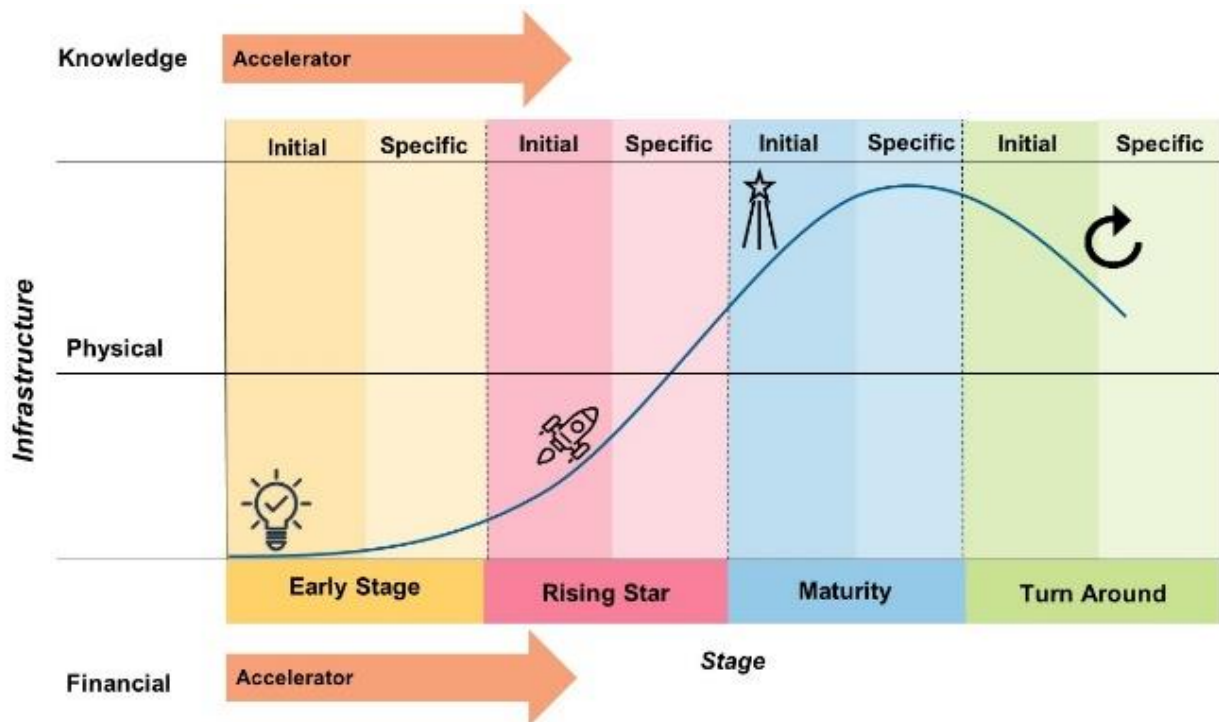 Knowledge
Accelerator
Initial
Specific
Initial
Specific
Initial
Specific
Initial
Specific
Infrastructure
Physical
Early Stage
Rising Star
Maturity
Turn Around
Stage
Financial
Accelerator